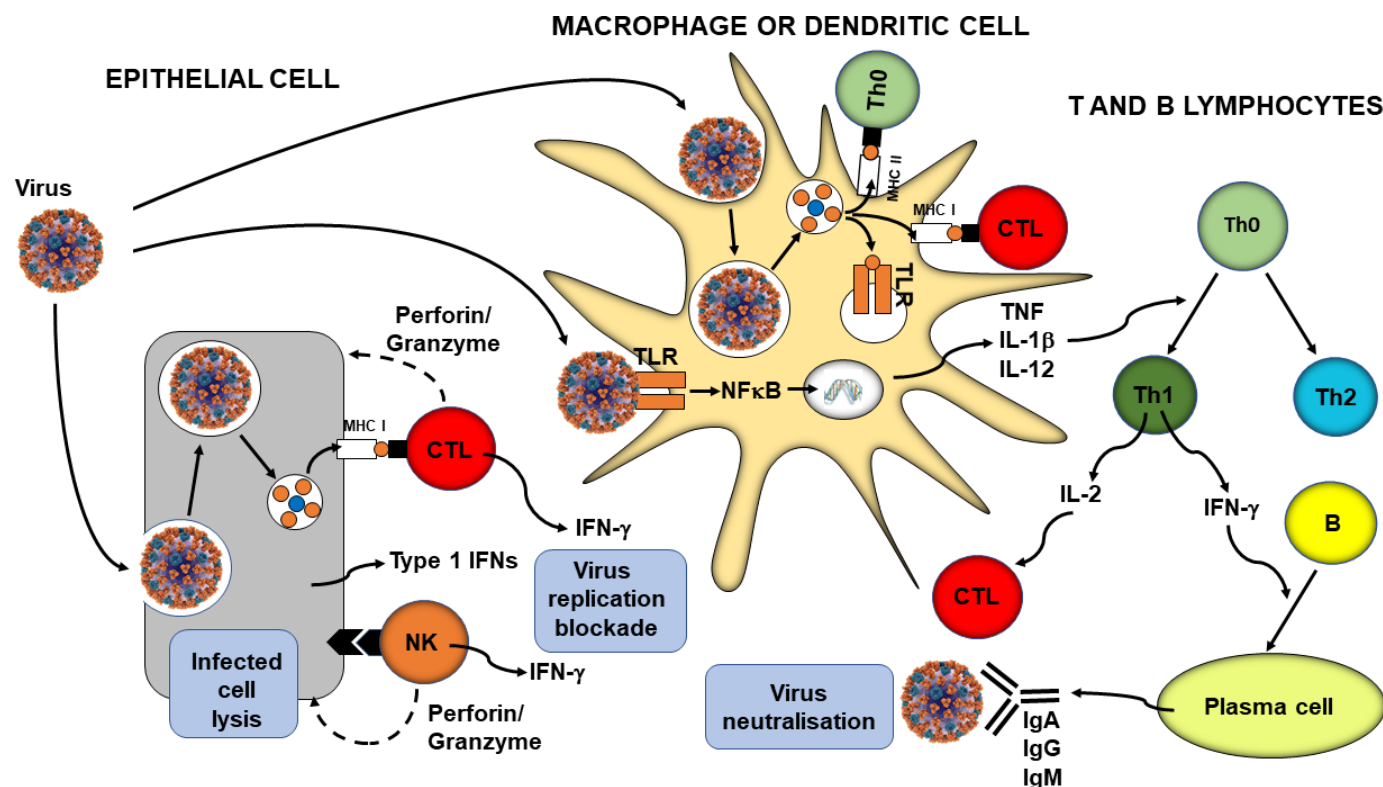 MACROPHAGE OR DENDRITIC CELL
EPITHELIAL CELL
T AND B LYMPHOCYTES
Virus
Th0
MHC II
MHC I
CTL
TLR
TNF
IL-1β
IL-12
Th0
Perforin/
Granzyme
TLR
NFκB
Th1
Th2
MHC I
CTL
IL-2
IFN-γ
B
IFN-γ
Type 1 IFNs
Virus
replication
blockade
CTL
NK
IFN-γ
Infected
cell
lysis
Perforin/
Granzyme
Virus
neutralisation
IgA
IgG
IgM
Plasma cell